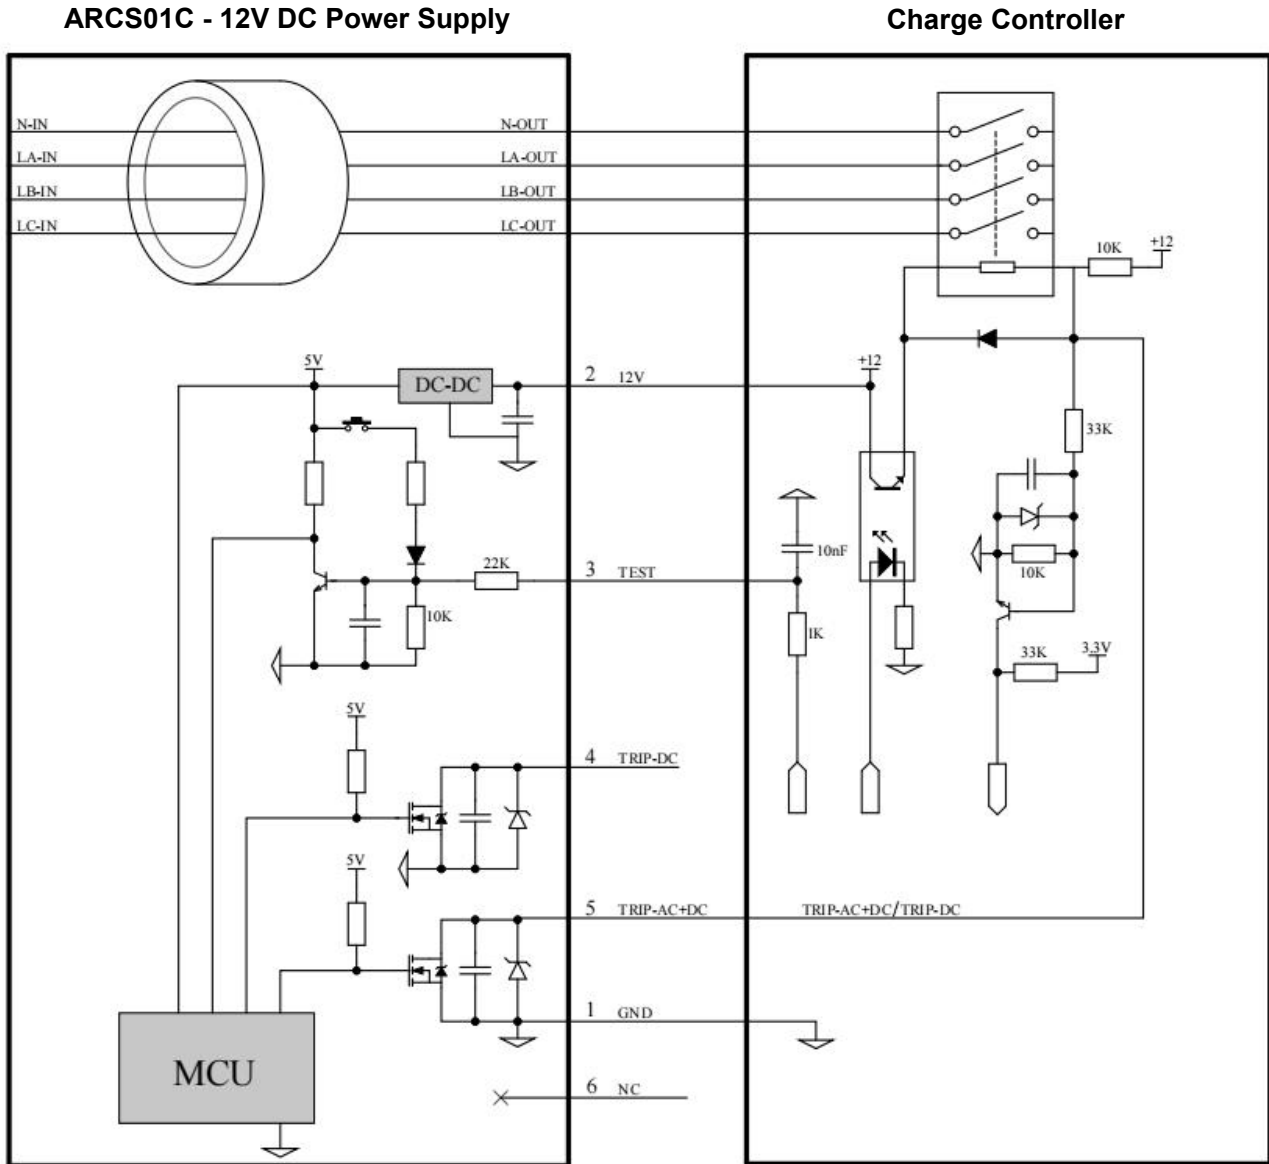 ARCS01C - 12V DC Power Supply
Charge Controller
N-IN
N-OUT
LA-IN
LA-OUT
LB-IN
LB-OUT
LC-IN
LC-OUT
10K
+12
5V
DC-DC
2 12V
+12
33K
10nF
22K
3 TEST
10K
10K
1K
33K
3.3V
5V
4 TRIP-DC
5V
5 TRIP-AC+DC
TRIP-AC+DC/TRIP-DC
1 GND
MCU
6 NC